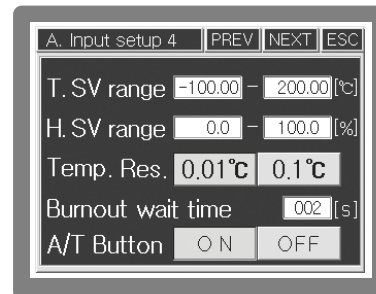 A. Input setup 4 PREV NEXT ESC
T. SV range -100.00 - 200.00 [℃]
H. SV range 0.0 - 100.0 [%]
Temp. Res. 0.01℃ 0.1℃
Burnout wait time 002 [s]
A/T Button ON OFF